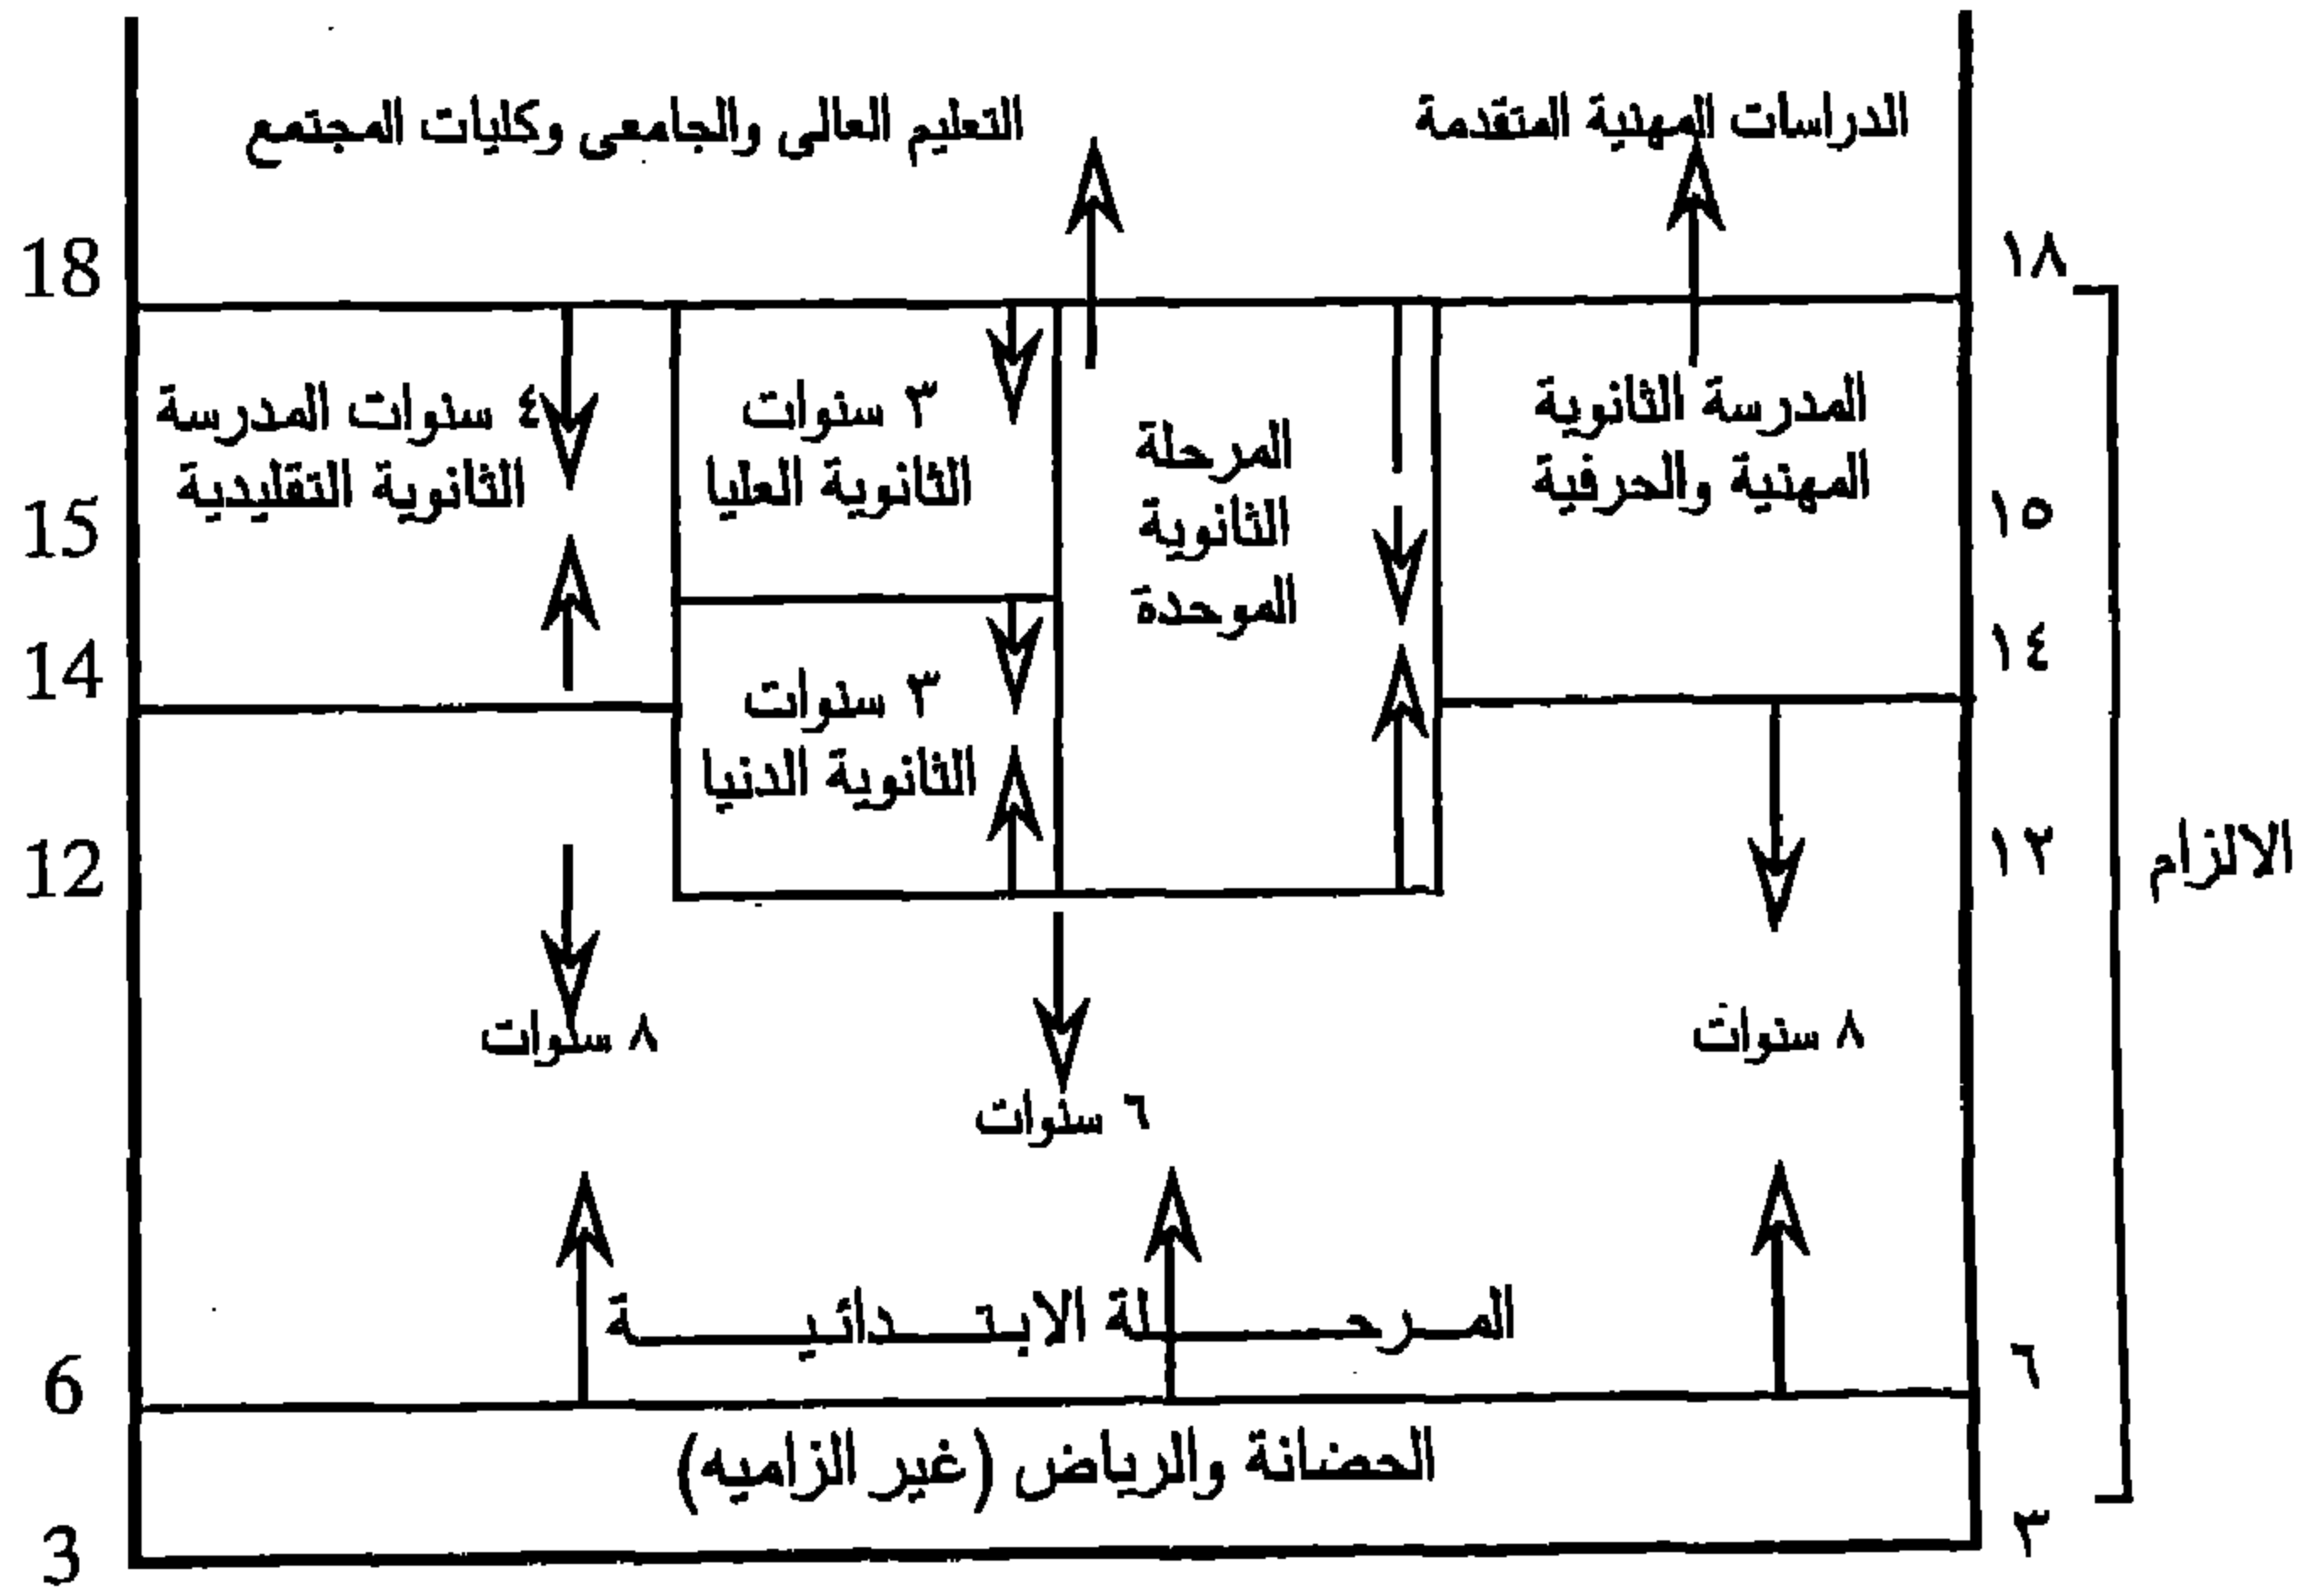 الدراسات المهنية المتقدمة
التعليم العالى والجامعى وكليات المجتمع
١٨
18
المدرسة الثانوية
المهنية والحرفية
المرحلة
الثانوية
الموحدة
٣ سنوات
الثانوية العليا
٤ سنوات المدرسة
الثانوية التقليدية
١٥
15
١٤
14
٣ سنوات
الثانوية الدنيا
١٢
12
الالزام
٨ سنوات
٦ سنوات
٨ سنوات
المرحلة الابتدائية
٦
6
الحضانة والرياض (غير الزاميه)
٣
3